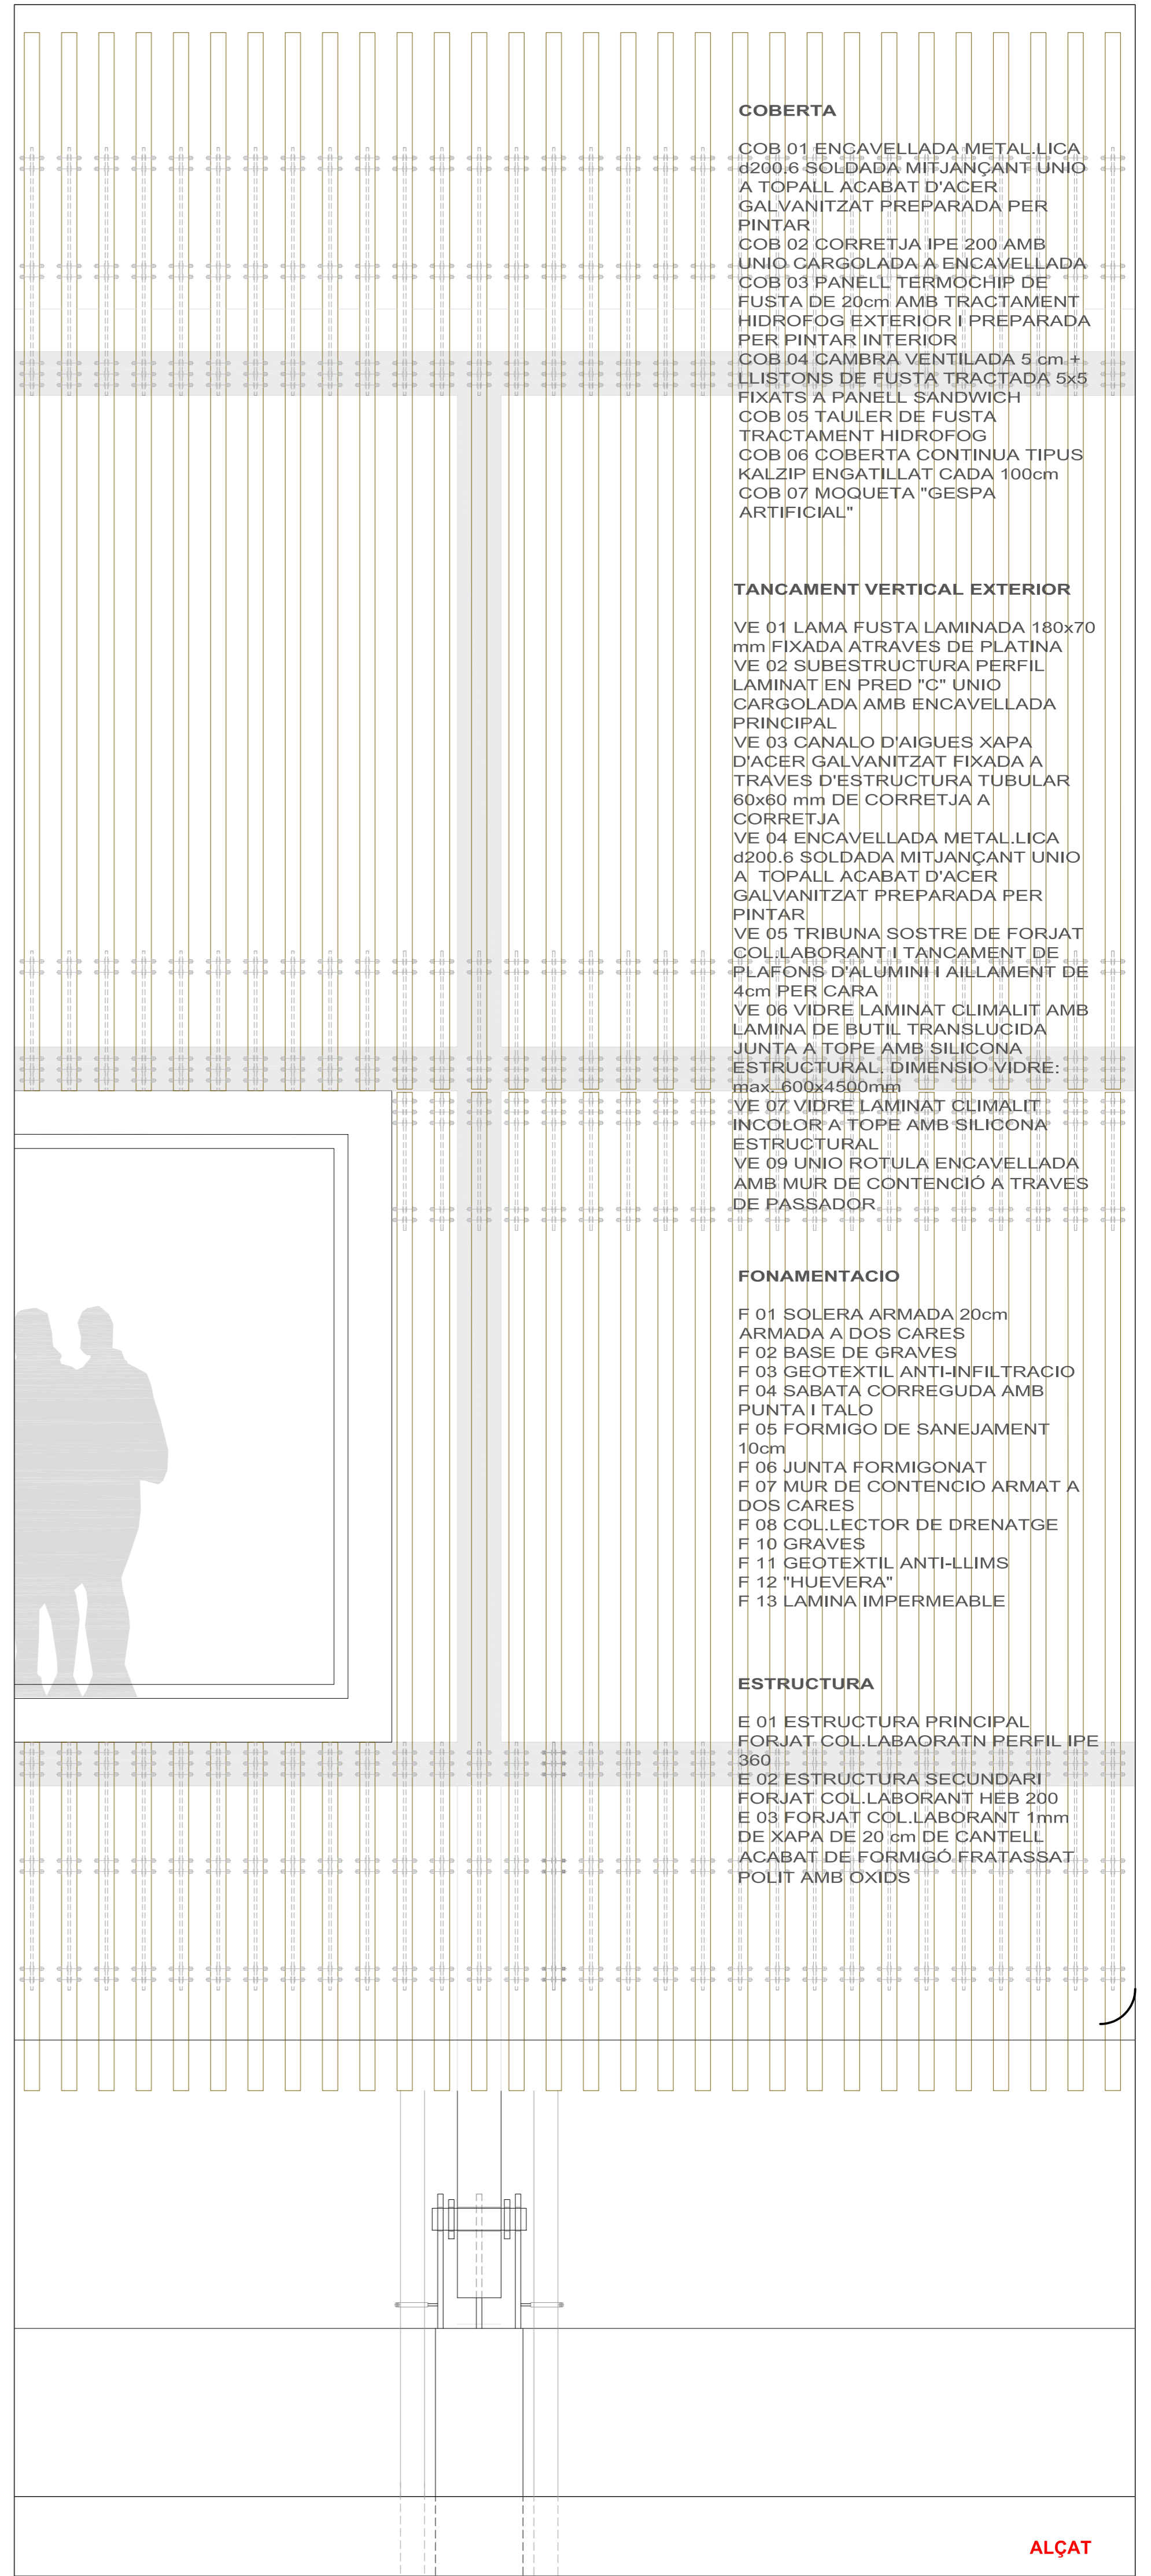 COBERTA
COB 01 ENCAVELLADA METAL.LICA
d200.6 SOLDADA MITJANÇANT UNIO
A TOPALL ACABAT D'ACER
GALVANITZAT PREPARADA PER
PINTAR
COB 02 CORRETJA IPE 200 AMB
UNIO CARGOLADA A ENCAVELLADA
COB 03 PANELL TERMOCHIP DE
FUSTA DE 20cm AMB TRACTAMENT
HIDROFOG EXTERIOR I PREPARADA
PER PINTAR INTERIOR
COB 04 CAMBRA VENTILADA 5 cm +
LLISTONS DE FUSTA TRACTADA 5x5
FIXATS A PANELL SANDWICH
COB 05 TAULER DE FUSTA
TRACTAMENT HIDROFOG
COB 06 COBERTA CONTINUA TIPUS
KALZIP ENGATILLAT CADA 100cm
COB 07 MOQUETA "GESPA
ARTIFICIAL"
TANCAMENT VERTICAL EXTERIOR
VE 01 LAMA FUSTA LAMINADA 180x70
mm FIXADA ATRAVES DE PLATINA
VE 02 SUBESTRUCTURA PERFIL
LAMINAT EN PRED "C" UNIO
CARGOLADA AMB ENCAVELLADA
PRINCIPAL
VE 03 CANALO D'AIGUES XAPA
D'ACER GALVANITZAT FIXADA A
TRAVES D'ESTRUCTURA TUBULAR
60x60 mm DE CORRETJA A
CORRETJA
VE 04 ENCAVELLADA METAL.LICA
d200.6 SOLDADA MITJANÇANT UNIO
A TOPALL ACABAT D'ACER
GALVANITZAT PREPARADA PER
PINTAR
VE 05 TRIBUNA SOSTRE DE FORJAT
COL.LABORANT I TANCAMENT DE
PLAFONS D'ALUMINI I AILLAMENT DE
4cm PER CARA
VE 06 VIDRE LAMINAT CLIMALIT AMB
LAMINA DE BUTIL TRANSLUCIDA
JUNTA A TOPE AMB SILICONA
ESTRUCTURAL. DIMENSIO VIDRE:
max. 600x4500mm
VE 07 VIDRE LAMINAT CLIMALIT
INCOLOR A TOPE AMB SILICONA
ESTRUCTURAL
VE 09 UNIO ROTULA ENCAVELLADA
AMB MUR DE CONTENCIÓ A TRAVES
DE PASSADOR
FONAMENTACIO
F 01 SOLERA ARMADA 20cm
ARMADA A DOS CARES
F 02 BASE DE GRAVES
F 03 GEOTEXTIL ANTI-INFILTRACIO
F 04 SABATA CORREGUDA AMB
PUNTA I TALO
F 05 FORMIGO DE SANEJAMENT
10cm
F 06 JUNTA FORMIGONAT
F 07 MUR DE CONTENCIO ARMAT A
DOS CARES
F 08 COL.LECTOR DE DRENATGE
F 10 GRAVES
F 11 GEOTEXTIL ANTI-LLIMS
F 12 "HUEVERA"
F 13 LAMINA IMPERMEABLE
ESTRUCTURA
E 01 ESTRUCTURA PRINCIPAL
FORJAT COL.LABAORATN PERFIL IPE
360
E 02 ESTRUCTURA SECUNDARI
FORJAT COL.LABORANT HEB 200
E 03 FORJAT COL.LABORANT 1mm
DE XAPA DE 20 cm DE CANTELL
ACABAT DE FORMIGÓ FRATASSAT
POLIT AMB OXIDS
ALÇAT